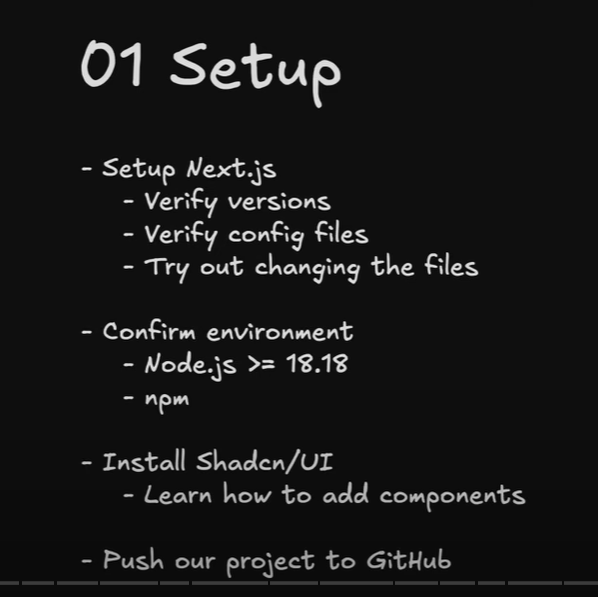 01 Setup
- Setup Next.js
- Verify versions
- Verify config files
- Try out changing the files
- Confirm environment
- Node.js >= 18.18
- npm
- Install Shadcn/UI
- Learn how to add components
- Push our project to GitHub